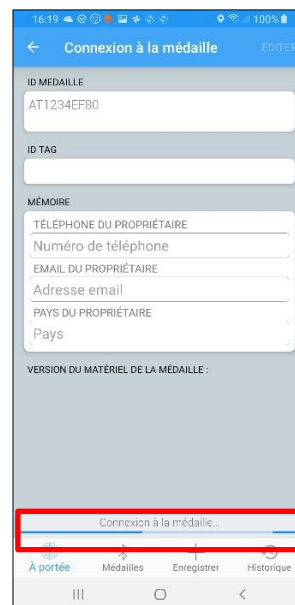 16:19 100%
Connexion à la médaille ÉDITER
ID MEDAILLE
AT1234EF80
ID TAG
MÉMOIRE
TÉLÉPHONE DU PROPRIÉTAIRE
Numéro de téléphone
EMAIL DU PROPRIÉTAIRE
Adresse email
PAYS DU PROPRIÉTAIRE
Pays
VERSION DU MATÉRIEL DE LA MÉDAILLE :
Connexion à la médaille..
À portée Médailles Enregistrer Historique